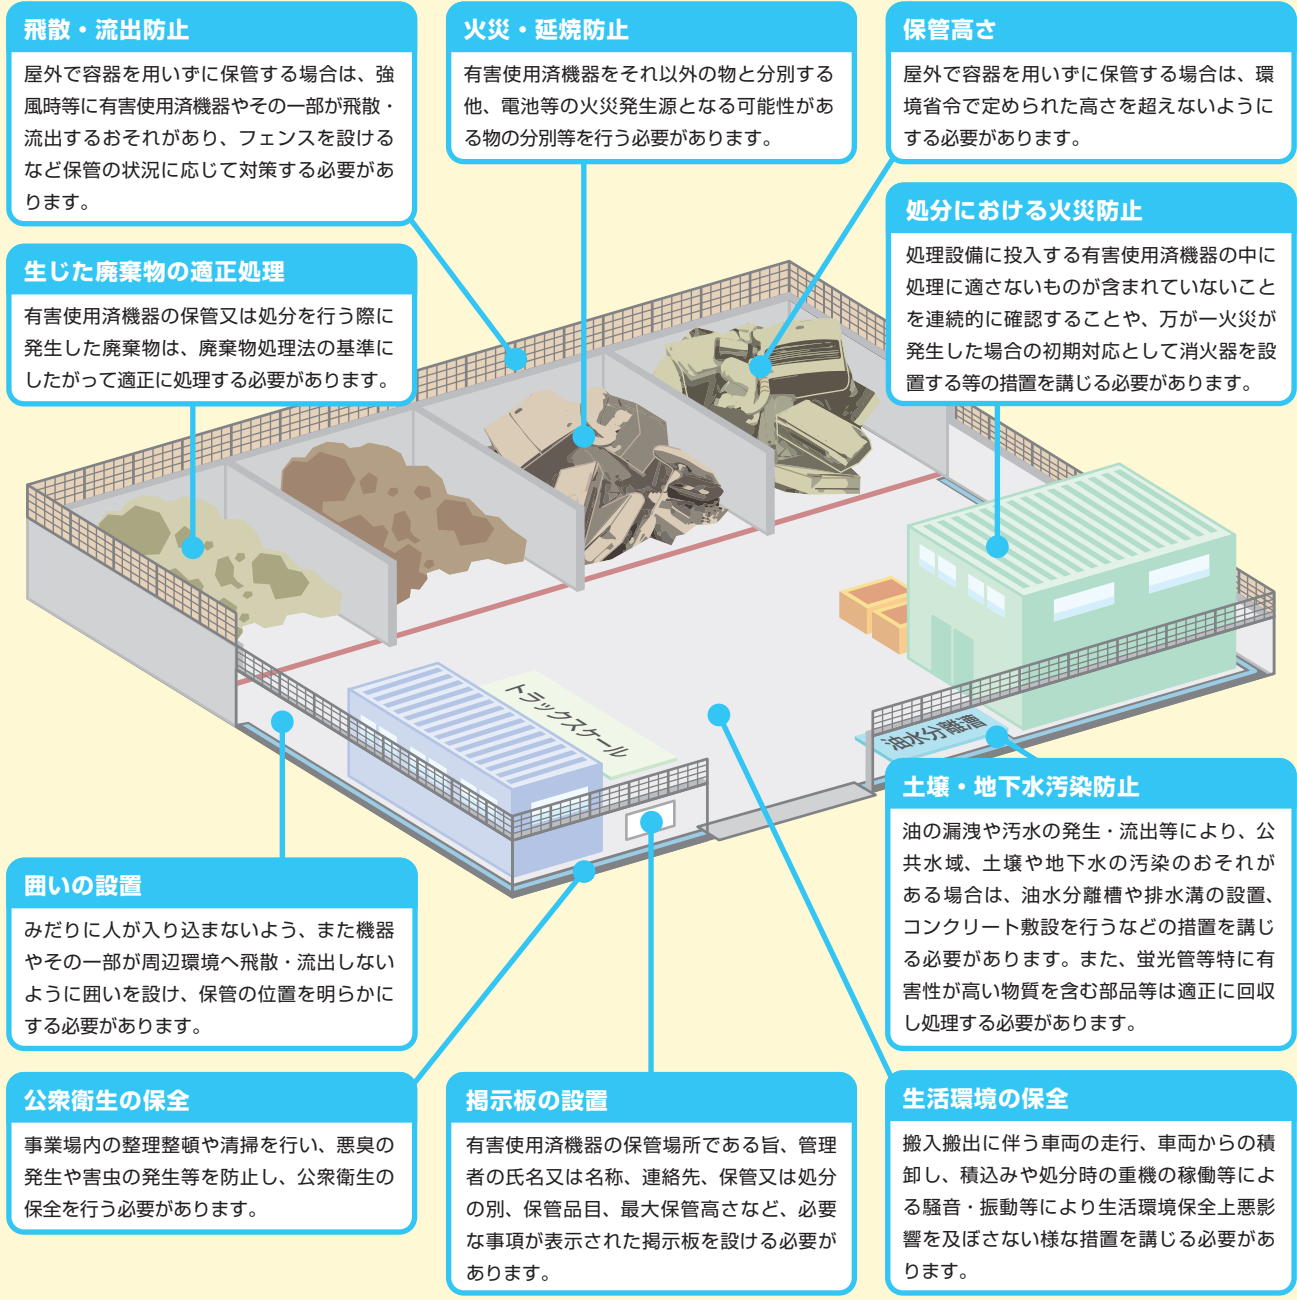 飛散・流出防止
屋外で容器を用いずに保管する場合は、強
風時等に有害使用済機器やその一部が飛散・
流出するおそれがあり、フェンスを設ける
など保管の状況に応じて対策する必要があ
ります。
火災・延焼防止
有害使用済機器をそれ以外の物と分別する
他、電池等の火災発生源となる可能性があ
る物の分別等を行う必要があります。
保管高さ
屋外で容器を用いずに保管する場合は、環
境省令で定められた高さを超えないように
する必要があります。
生じた廃棄物の適正処理
有害使用済機器の保管又は処分を行う際に
発生した廃棄物は、廃棄物処理法の基準に
したがって適正に処理する必要があります。
処分における火災防止
処理設備に投入する有害使用済機器の中に
処理に適さないものが含まれていないこと
を連続的に確認することや、万が一火災が
発生した場合の初期対応として消火器を設
置する等の措置を講じる必要があります。
トラックスケール
油水分離漕
囲いの設置
みだりに人が入り込まないよう、また機器
やその一部が周辺環境へ飛散・流出しない
ように囲いを設け、保管の位置を明らかに
する必要があります。
土壌・地下水汚染防止
油の漏洩や汚水の発生・流出等により、公
共水域、土壌や地下水の汚染のおそれが
ある場合は、油水分離槽や排水溝の設置、
コンクリート敷設を行うなどの措置を講じ
る必要があります。また、蛍光管等特に有
害性が高い物質を含む部品等は適正に回収
し処理する必要があります。
公衆衛生の保全
事業場内の整理整頓や清掃を行い、悪臭の
発生や害虫の発生等を防止し、公衆衛生の
保全を行う必要があります。
掲示板の設置
有害使用済機器の保管場所である旨、管理
者の氏名又は名称、連絡先、保管又は処分
の別、保管品目、最大保管高さなど、必要
な事項が表示された掲示板を設ける必要が
あります。
生活環境の保全
搬入搬出に伴う車両の走行、車両からの積
卸し、積込みや処分時の重機の稼働等によ
る騒音・振動等により生活環境保全上悪影
響を及ぼさない様な措置を講じる必要があ
ります。